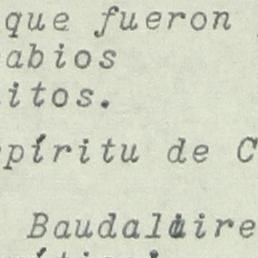 que fueron
abios
itos.
píritu de C
Baudalaire